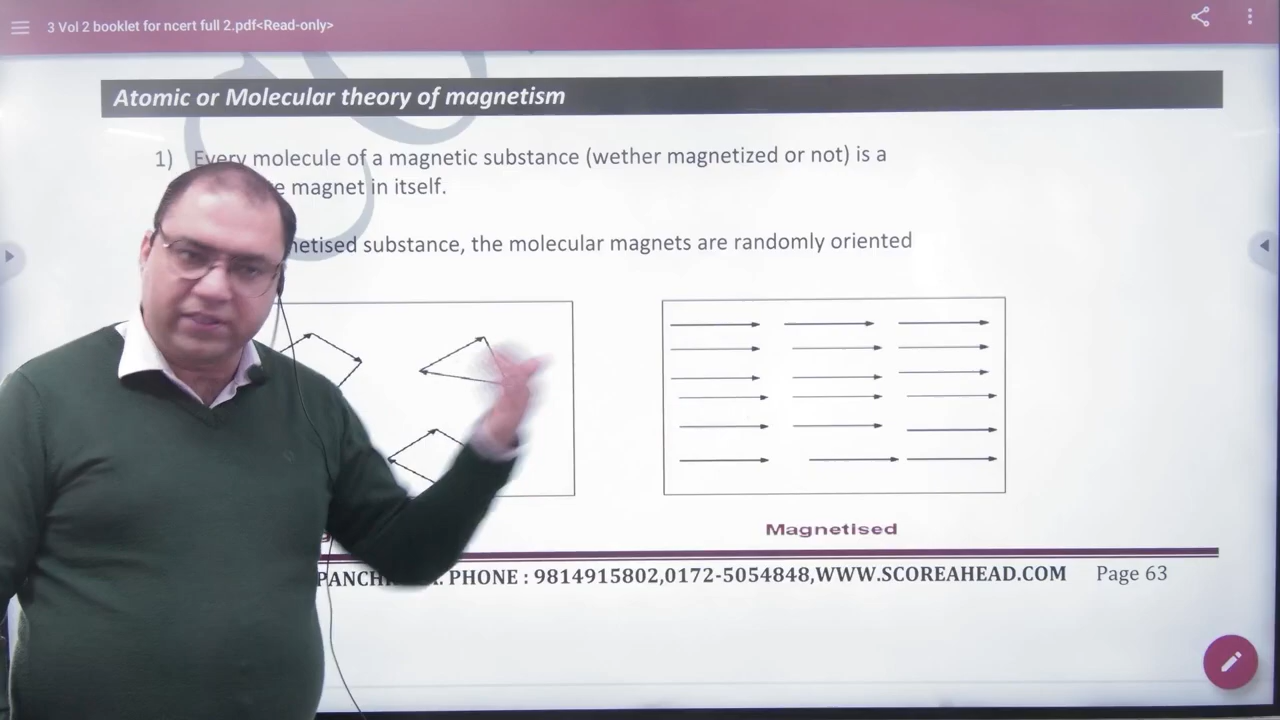 3 Vol 2 booklet for ncert full 2.pdf<Read-only>
Atomic or Molecular theory of magnetism
1) Every molecule of a magnetic substance (wether magnetized or not) is a
magnet in itself.
substance, the molecular magnets are randomly oriented
Magnetised
PHONE : 9814915802,0172-5054848,WWW.SCOREAHEAD.COM Page 63